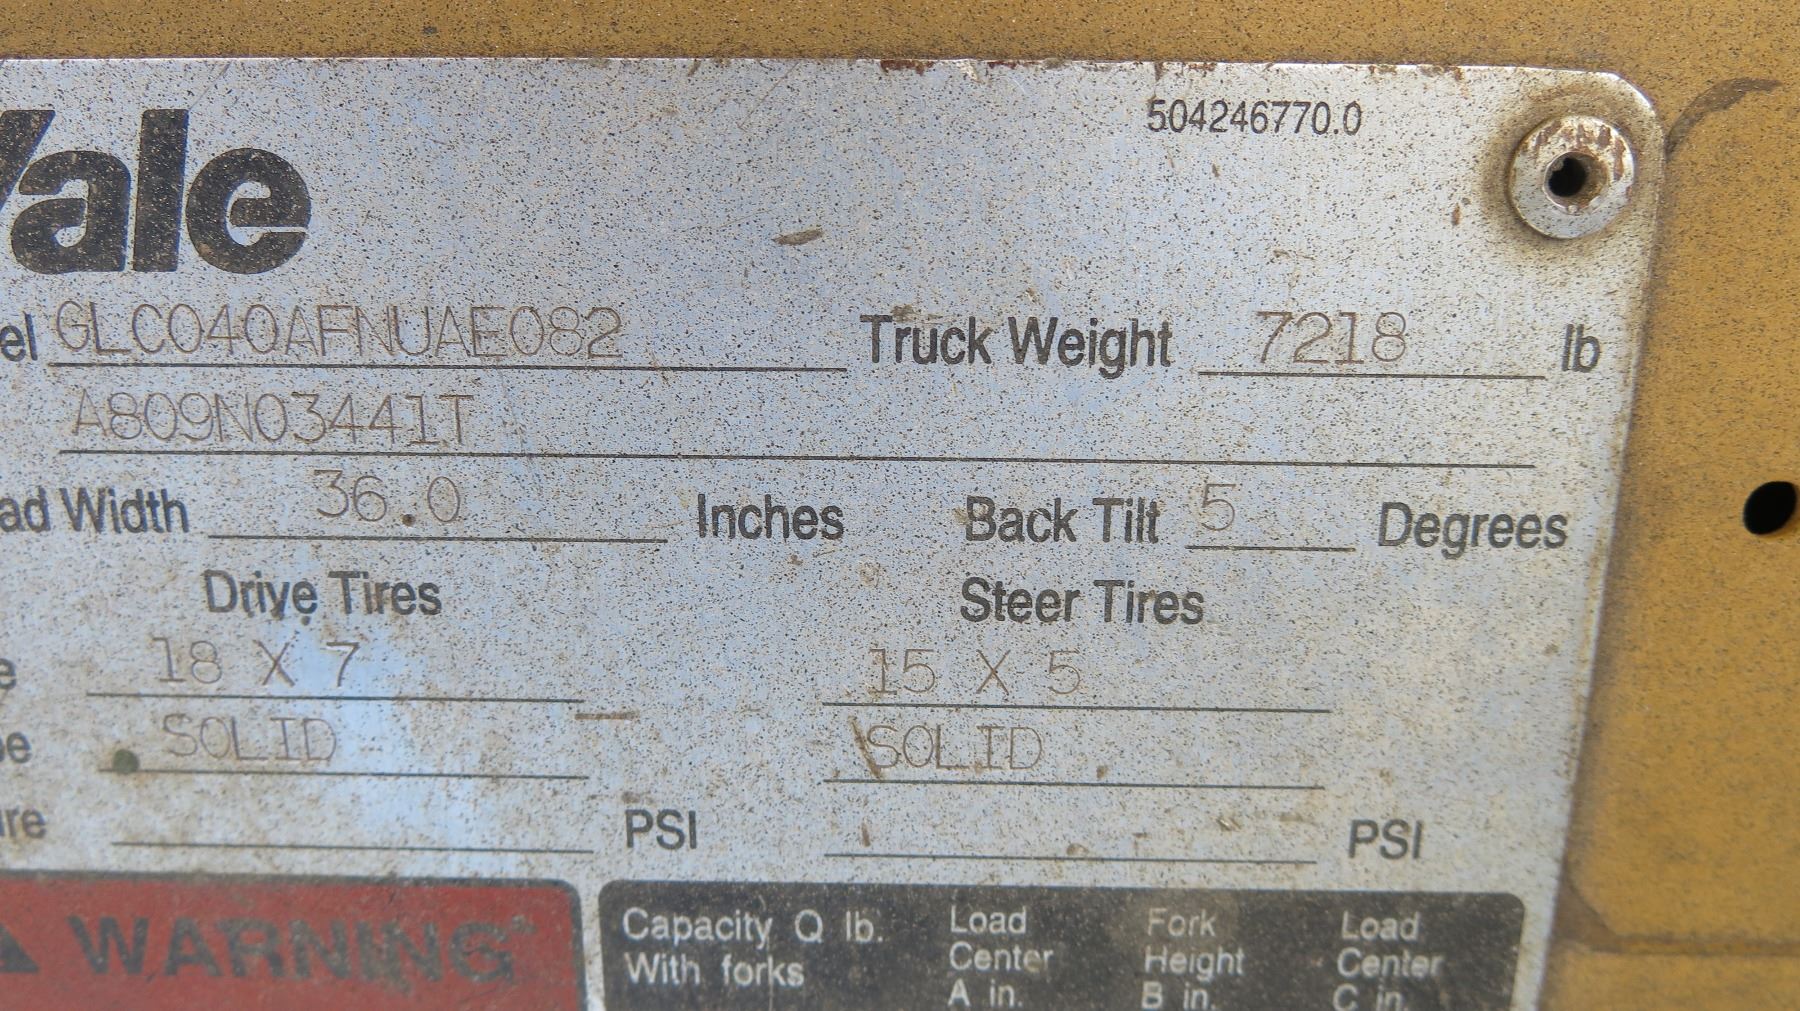 504246770.0
Yale
el GLC040AFNUAE082 Truck Weight 7218 lb
A809N03441T
ad Width 36.0 Inches Back Tilt 5 Degrees
Drive Tires Steer Tires
e 18 X 7 15 X 5
pe SOLID SOLID
ure PSI PSI
WARNING
Capacity Q lb. With forks
Load Center A in.
Fork Height B in.
Load Center C in.